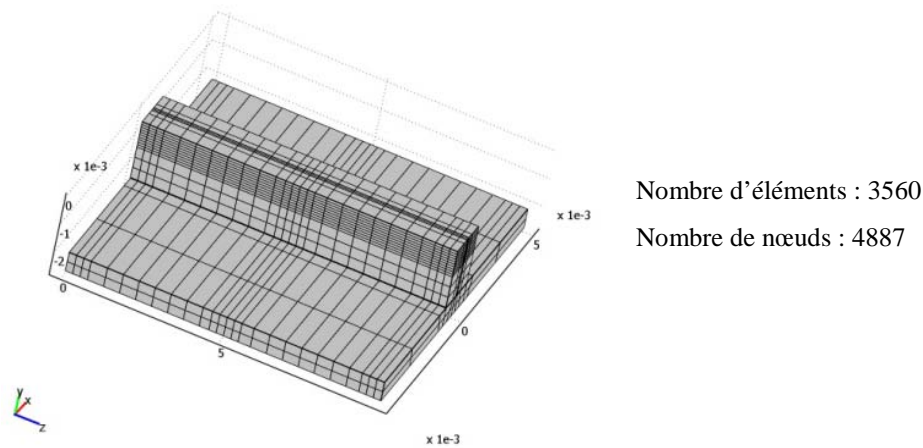 x 1e-3
0
-1
-2
0
5
x 1e-3
5
0
x 1e-3
y
x
z
Nombre d’éléments : 3560
Nombre de nœuds : 4887